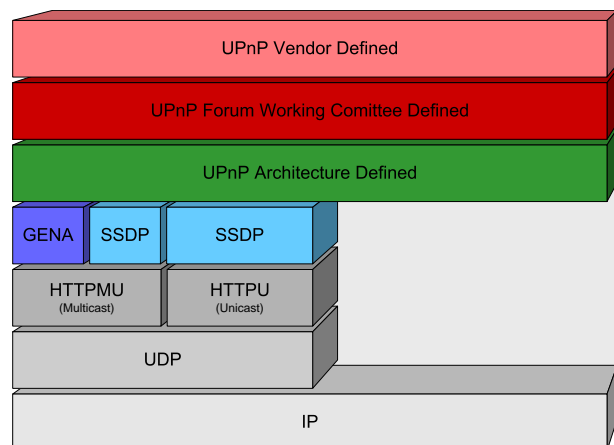 UPnP Vendor Defined
UPnP Forum Working Comittee Defined
UPnP Architecture Defined
GENA SSDP SSDP
HTTPMU HTTPU
(Multicast) (Unicast)
UDP
IP